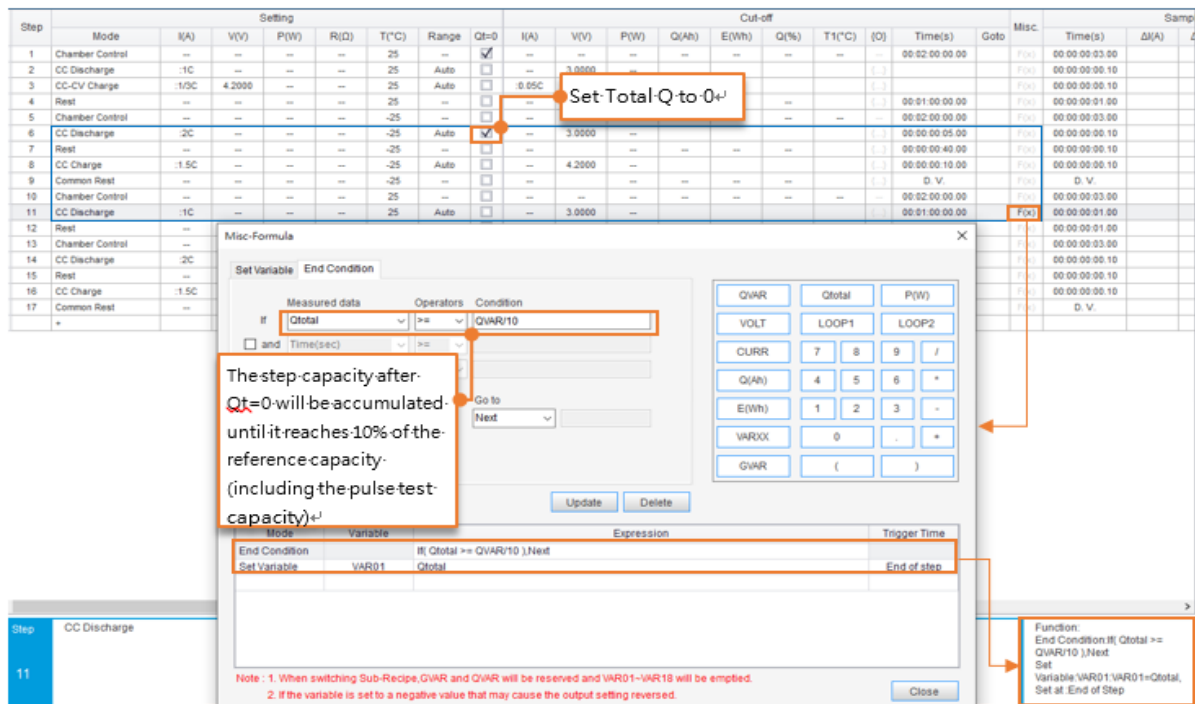 Setting Cut-off Samp
Step Mode I(A) V(V) P(W) R(Ω) T(°C) Range Qt=0 I(A) V(V) P(W) Q(Ah) E(Wh) Q(%) T1(°C) {O} Time(s) Goto Misc. Time(s) ΔI(A)
1 Chamber Control -- -- -- -- 25 -- -- -- -- -- -- -- -- 00:02:00:00.00 F(x) 00:00:00:03.00
2 CC Discharge :1C -- -- -- 25 Auto -- 3.0000 {...} F(x) 00:00:00:00.10
3 CC-CV Charge :1/3C 4.2000 -- -- 25 Auto :0.05C {...} F(x) 00:00:00:00.10
4 Rest -- -- -- -- 25 -- -- -- {...} 00:01:00:00.00 F(x) 00:00:00:01.00
5 Chamber Control -- -- -- -- -25 -- -- -- -- 00:02:00:00.00 F(x) 00:00:00:03.00
6 CC Discharge :2C -- -- -- -25 Auto -- 3.0000 -- {...} 00:00:00:05.00 F(x) 00:00:00:00.10
7 Rest -- -- -- -- -25 -- -- -- -- -- -- {...} 00:00:00:40.00 F(x) 00:00:00:00.10
8 CC Charge :1.5C -- -- -- -25 Auto -- 4.2000 -- {...} 00:00:00:10.00 F(x) 00:00:00:00.10
9 Common Rest -- -- -- -- -25 -- -- -- -- -- -- -- {...} D. V. F(x) D. V.
10 Chamber Control -- -- -- -- 25 -- -- -- -- -- -- -- -- 00:02:00:00.00 F(x) 00:00:00:03.00
11 CC Discharge :1C -- -- -- 25 Auto -- 3.0000 -- {...} 00:01:00:00.00 F(x) 00:00:00:01.00
12 Rest -- F(x) 00:00:00:01.00
13 Chamber Control -- F(x) 00:00:00:03.00
14 CC Discharge :2C F(x) 00:00:00:00.10
15 Rest -- F(x) 00:00:00:00.10
16 CC Charge :1.5C F(x) 00:00:00:00.10
17 Common Rest -- F(x) D. V.
+
Set Total Q to 0↵
Misc-Formula
Set Variable End Condition
Measured data Operators Condition
If Qtotal >= QVAR/10
and Time(sec) >=
Go to
Next
The step capacity after
Qt=0 will be accumulated
until it reaches 10% of the
reference capacity
(including the pulse test
capacity)↵
QVAR Qtotal P(W)
VOLT LOOP1 LOOP2
CURR 7 8 9 /
Q(Ah) 4 5 6 *
E(Wh) 1 2 3 -
VARXX 0 . +
GVAR ( )
Update Delete
Mode Variable Expression Trigger Time
End Condition If( Qtotal >= QVAR/10 ),Next
Set Variable VAR01 Qtotal End of step
Note : 1. When switching Sub-Recipe,GVAR and QVAR will be reserved and VAR01~VAR18 will be emptied.
2. If the variable is set to a negative value that may cause the output setting reversed.
Close
Step CC Discharge
11
Function:
End Condition:If( Qtotal >=
QVAR/10 ),Next
Set
Variable:VAR01:VAR01=Qtotal,
Set at :End of Step